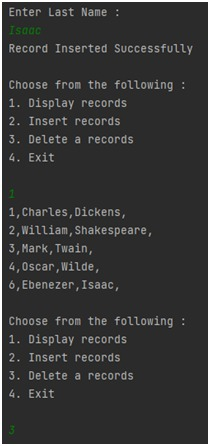 Enter Last Name :
Isaac
Record Inserted Successfully
Choose from the following :
1. Display records
2. Insert records
3. Delete a records
4. Exit
1
1,Charles,Dickens,
2,William,Shakespeare,
3,Mark,Twain,
4,Oscar,Wilde,
6,Ebenezer,Isaac,
Choose from the following :
1. Display records
2. Insert records
3. Delete a records
4. Exit
3